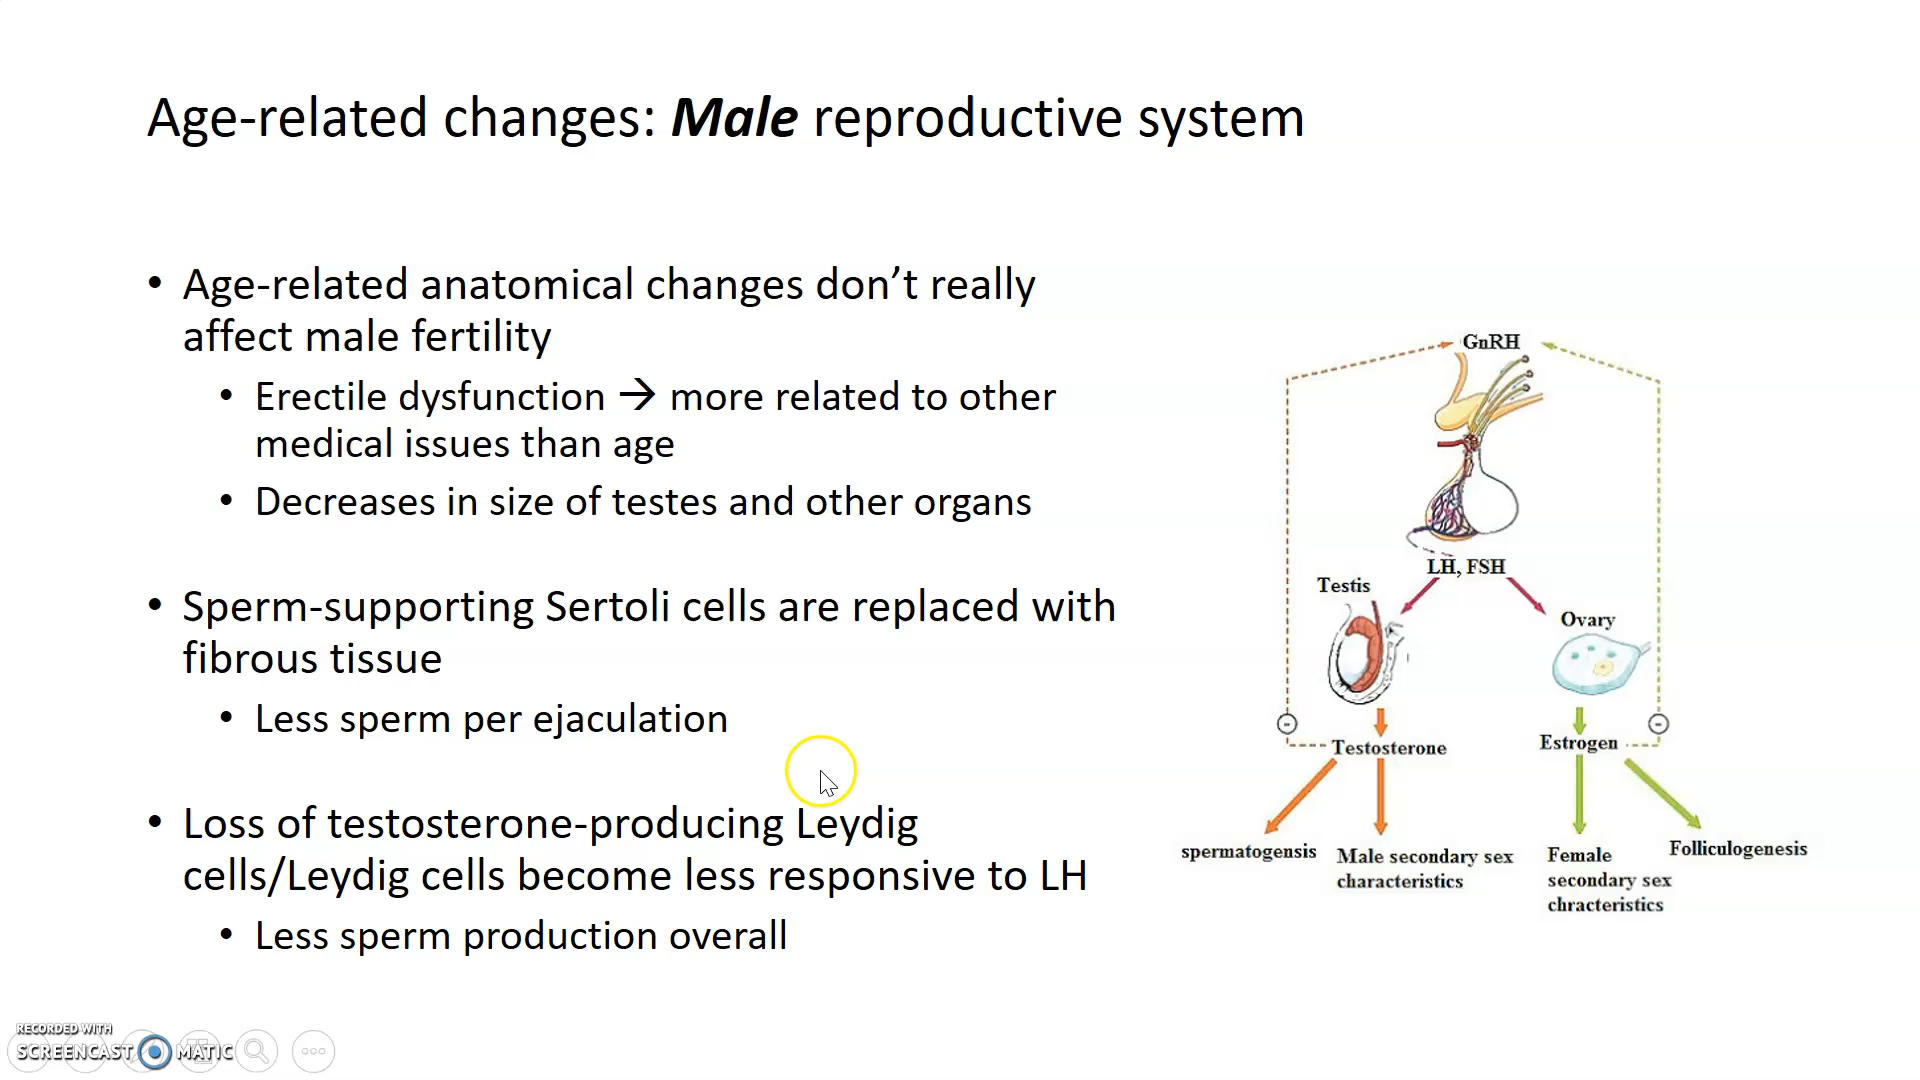 Age-related changes: Male reproductive system
• Age-related anatomical changes don’t really
affect male fertility
• Erectile dysfunction → more related to other
medical issues than age
• Decreases in size of testes and other organs
• Sperm-supporting Sertoli cells are replaced with
fibrous tissue
• Less sperm per ejaculation
• Loss of testosterone-producing Leydig
cells/Leydig cells become less responsive to LH
• Less sperm production overall
GnRH
LH, FSH
Testis
Ovary
-
-
Testosterone
Estrogen
spermatogensis
Male secondary sex
characteristics
Female
secondary sex
chracteristics
Folliculogenesis
RECORDED WITH
SCREENCAST MATIC